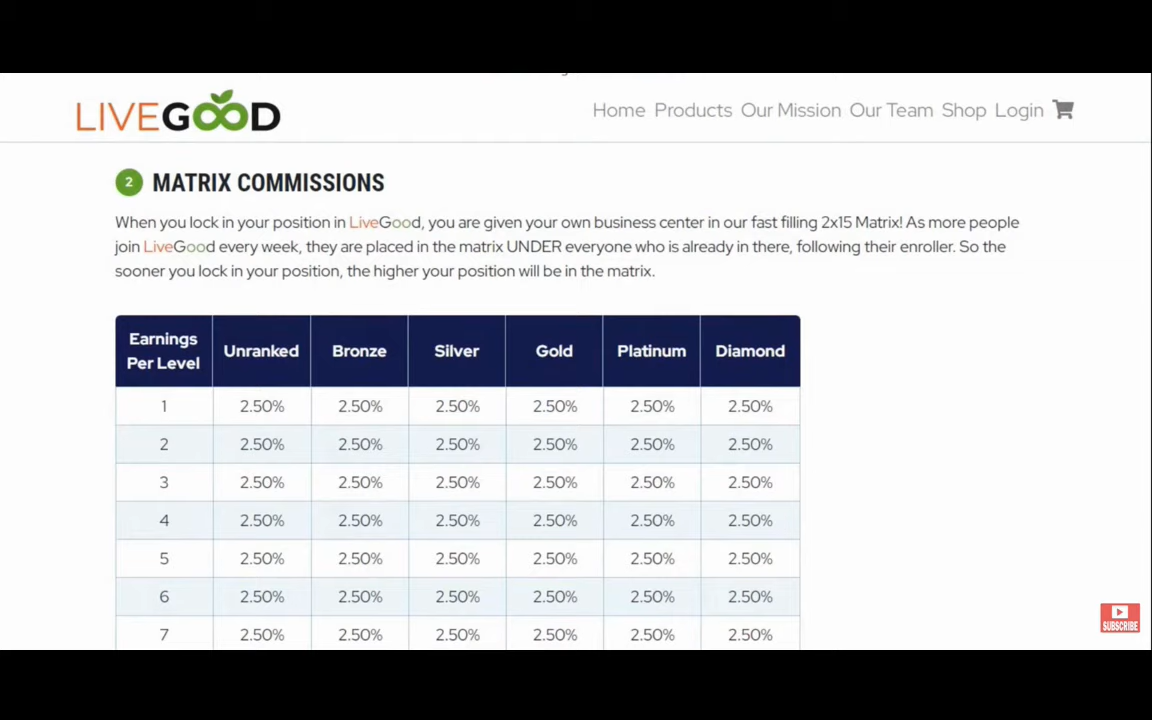 LIVEGOOD
Home Products Our Mission Our Team Shop Login
2 MATRIX COMMISSIONS
When you lock in your position in LiveGood, you are given your own business center in our fast filling 2x15 Matrix! As more people
join LiveGood every week, they are placed in the matrix UNDER everyone who is already in there, following their enroller. So the
sooner you lock in your position, the higher your position will be in the matrix.
Earnings Per Level Unranked Bronze Silver Gold Platinum Diamond
1 2.50% 2.50% 2.50% 2.50% 2.50% 2.50%
2 2.50% 2.50% 2.50% 2.50% 2.50% 2.50%
3 2.50% 2.50% 2.50% 2.50% 2.50% 2.50%
4 2.50% 2.50% 2.50% 2.50% 2.50% 2.50%
5 2.50% 2.50% 2.50% 2.50% 2.50% 2.50%
6 2.50% 2.50% 2.50% 2.50% 2.50% 2.50%
7 2.50% 2.50% 2.50% 2.50% 2.50% 2.50%
SUBSCRIBE